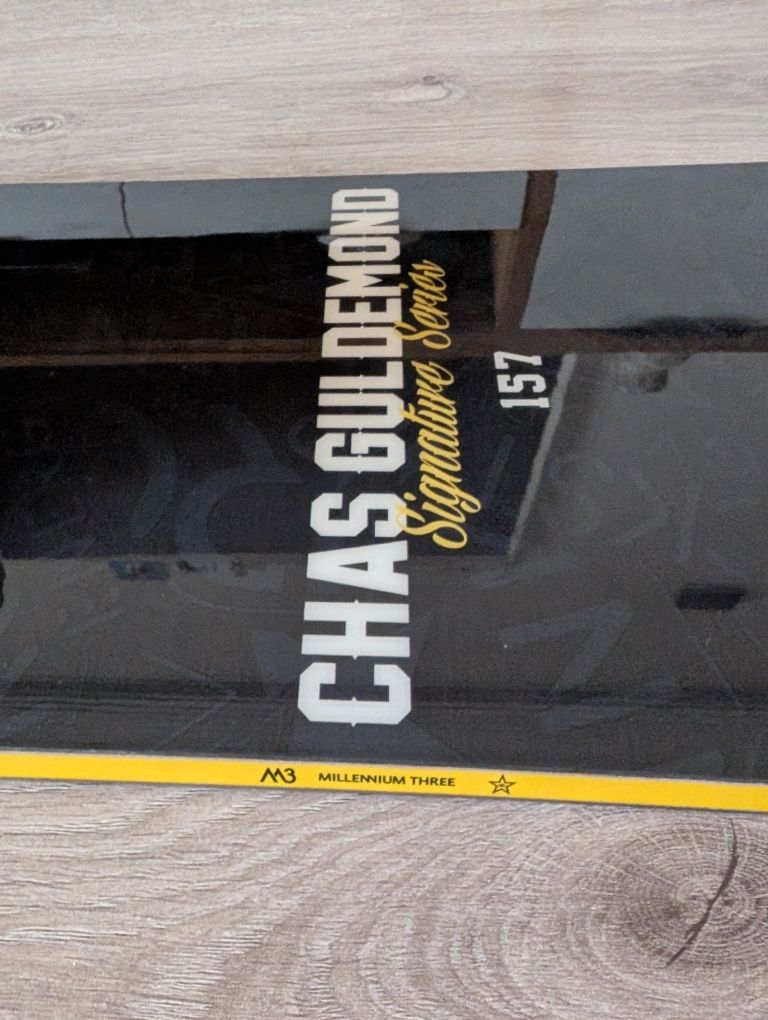 CHAS GULDEMOND
Signature Series
157
M3 MILLENNIUM THREE